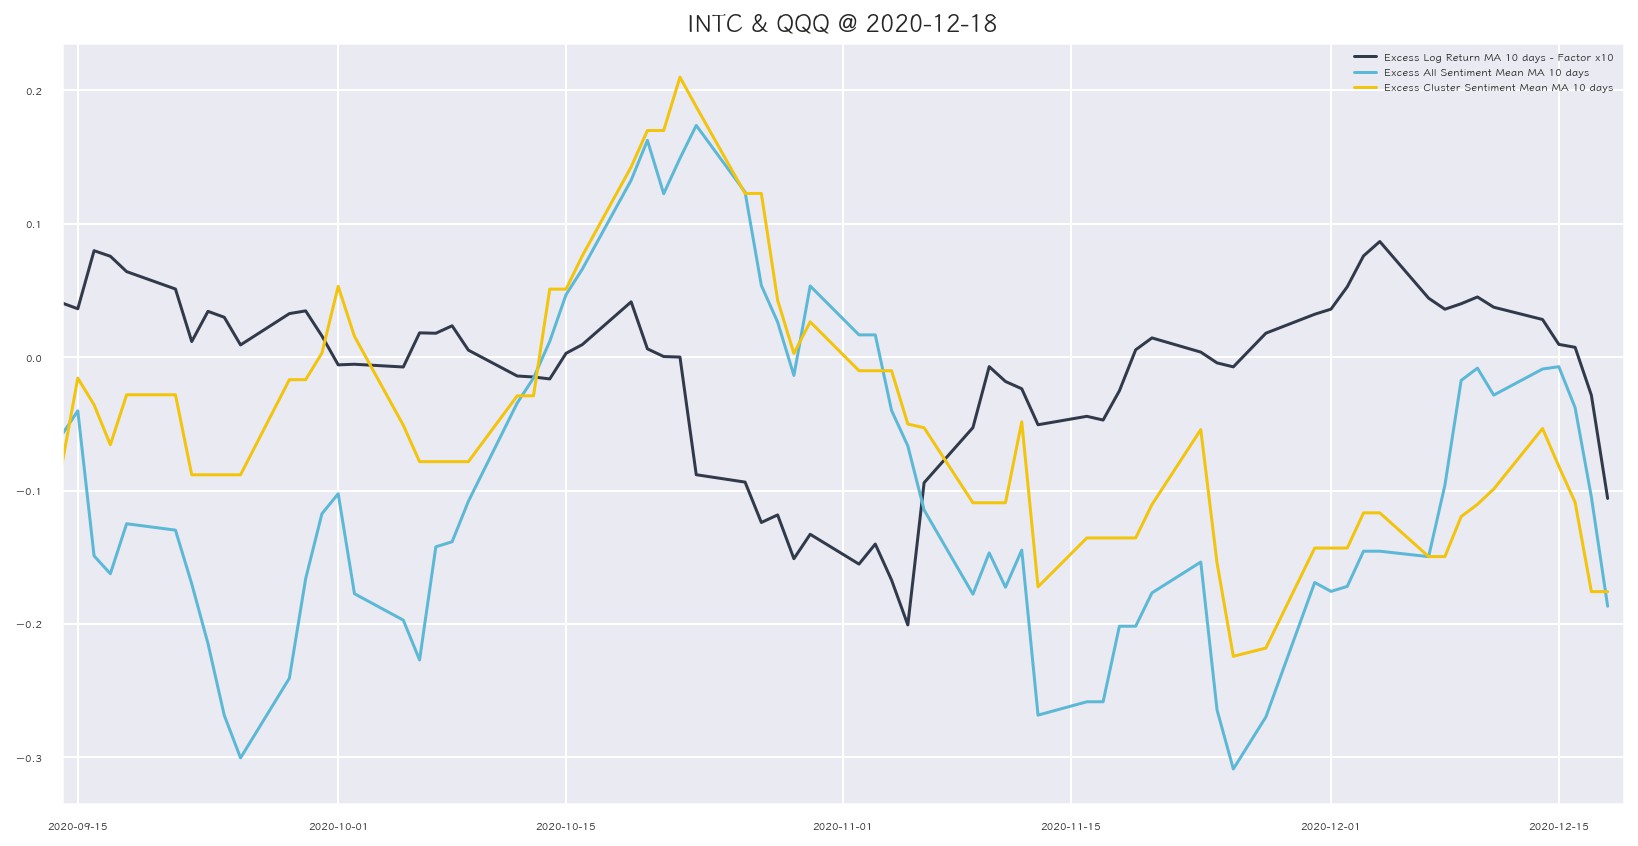 INTC & QQQ @ 2020-12-18
Excess Log Return MA 10 days - Factor x10
Excess All Sentiment Mean MA 10 days
Excess Cluster Sentiment Mean MA 10 days
0.2
0.1
0.0
−0.1
−0.2
−0.3
2020-09-15 2020-10-01 2020-10-15 2020-11-01 2020-11-15 2020-12-01 2020-12-15